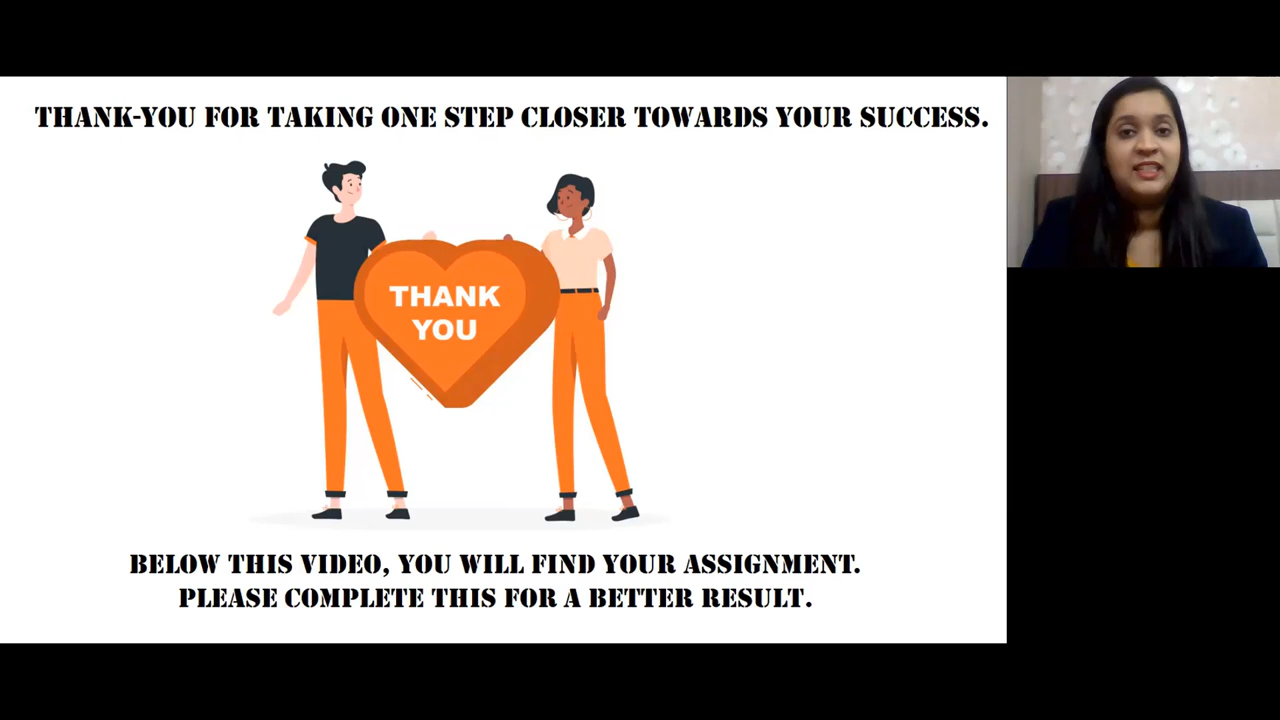 THANK-YOU FOR TAKING ONE STEP CLOSER TOWARDS YOUR SUCCESS.
THANK
YOU
BELOW THIS VIDEO, YOU WILL FIND YOUR ASSIGNMENT.
PLEASE COMPLETE THIS FOR A BETTER RESULT.